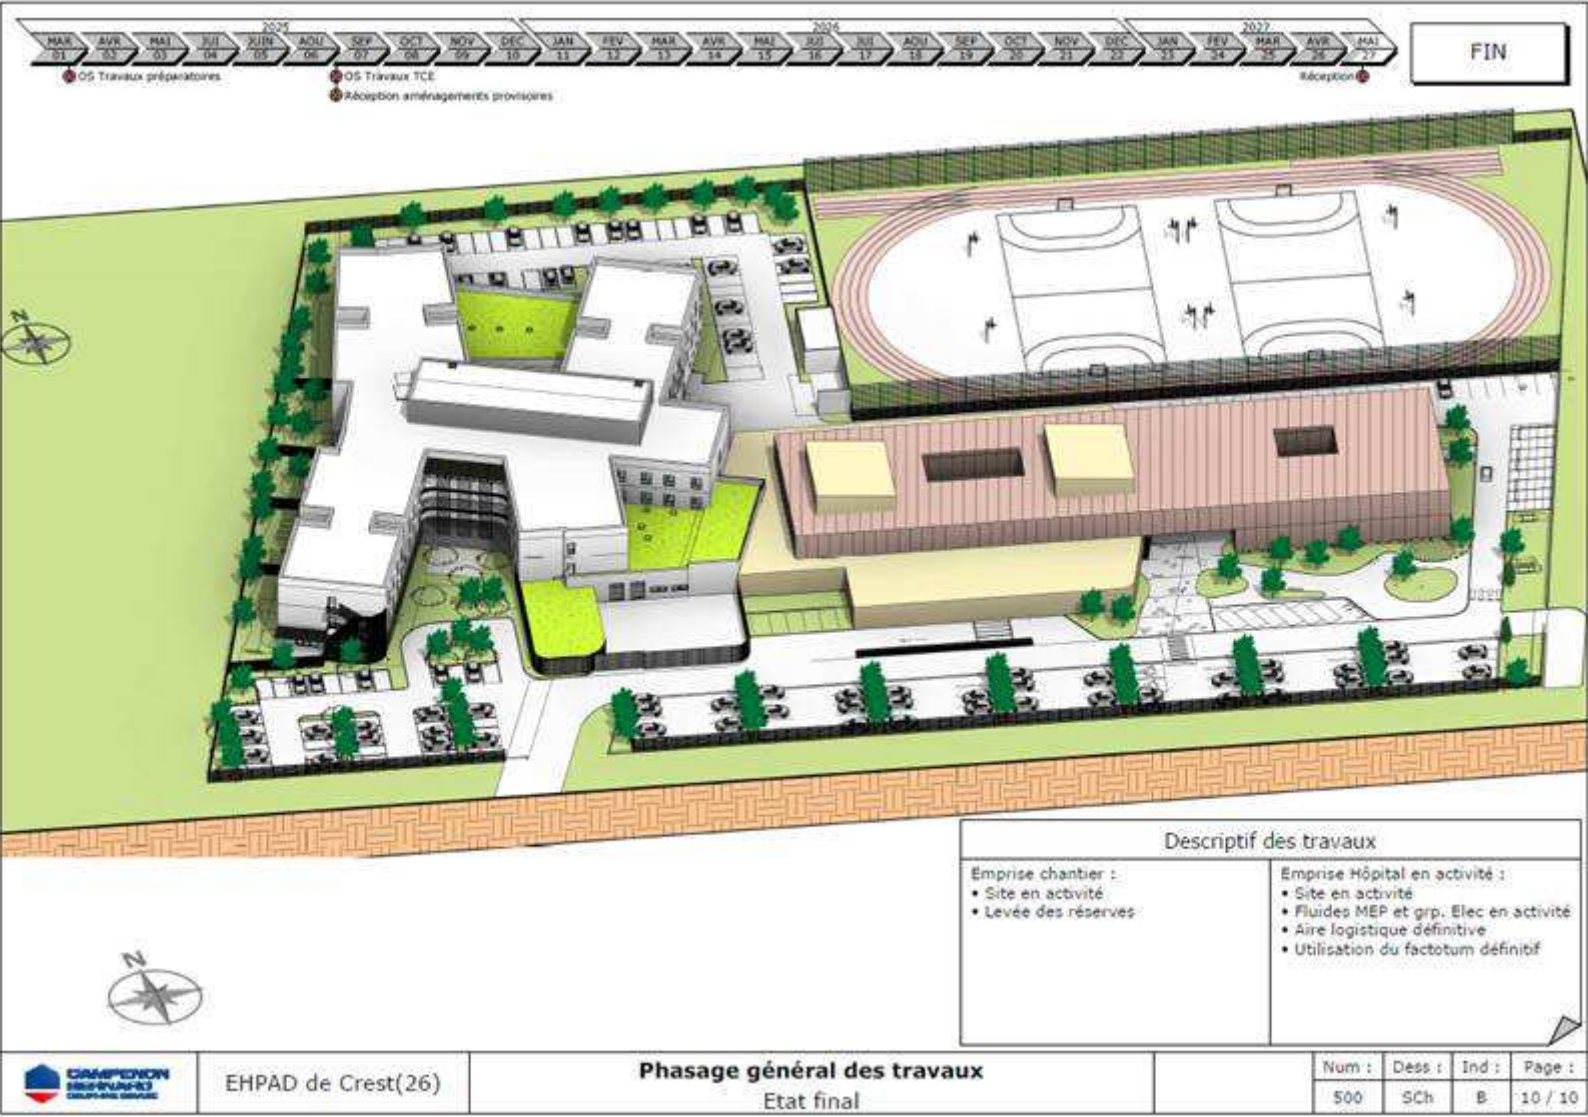 2025 2026 2027
MAR AVR MAI JUI JUIN AOU SEP OCT NOV DEC JAN FEV MAR AVR MAI JUI JUI AOU SEP OCT NOV DEC JAN FEV MAR AVR MAI
01 02 03 04 05 06 07 08 09 10 11 12 13 14 15 16 17 18 19 20 21 22 23 24 25 26 27
FIN
OS Travaux préparatoires
OS Travaux TCE
Réception
Réception aménagements provisoires
N
Descriptif des travaux
Emprise chantier :
• Site en activité
• Levée des réserves
Emprise Hôpital en activité :
• Site en activité
• Fluides MEP et grp. Elec en activité
• Aire logistique définitive
• Utilisation du factotum définitif
N
CAMPENON
BERNARD
DAUPHINE SAVOIE
EHPAD de Crest(26)
Phasage général des travaux
Etat final
Num : Dess : Ind : Page :
500 SCh B 10 / 10